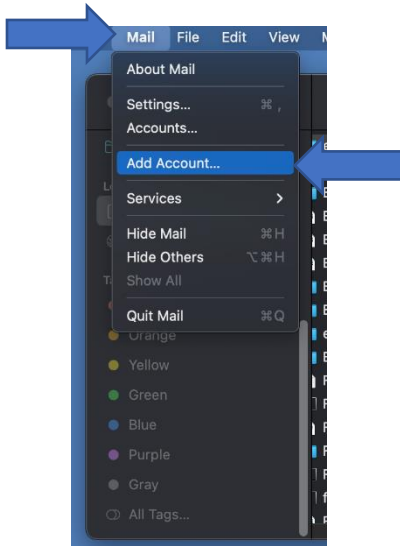 Mail File Edit View
About Mail
Settings... ⌘ ,
Accounts...
Add Account...
Services >
Hide Mail ⌘H
Hide Others ⌥⌘H
Show All
Quit Mail ⌘Q
Orange
Yellow
Green
Blue
Purple
Gray
All Tags...